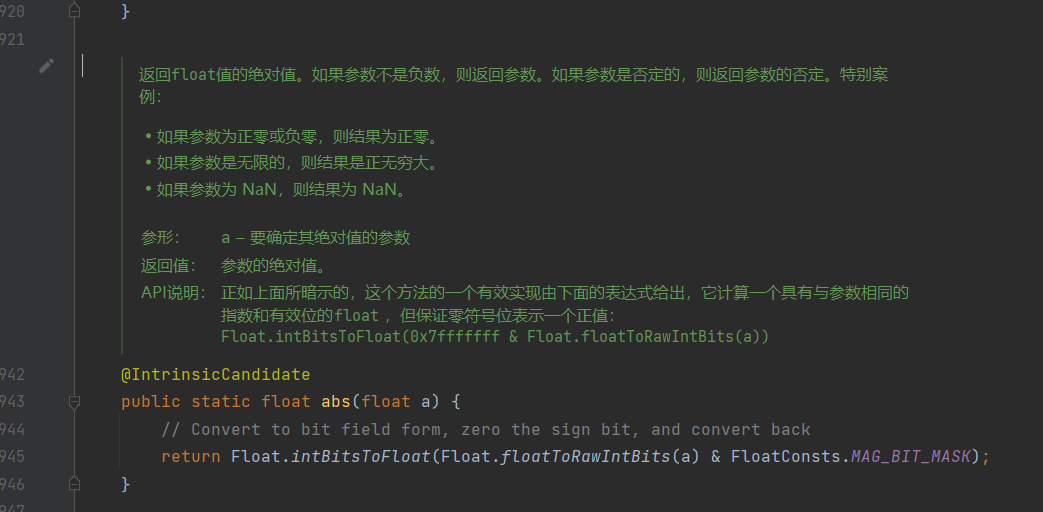 920 }
921
返回float值的绝对值。如果参数不是负数，则返回参数。如果参数是否定的，则返回参数的否定。特别案
例：
• 如果参数为正零或负零，则结果为正零。
• 如果参数是无限的，则结果是正无穷大。
• 如果参数为 NaN，则结果为 NaN。
参形： a – 要确定其绝对值的参数
返回值： 参数的绝对值。
API说明： 正如上面所暗示的，这个方法的一个有效实现由下面的表达式给出，它计算一个具有与参数相同的
指数和有效位的float ，但保证零符号位表示一个正值：
Float.intBitsToFloat(0x7fffffff & Float.floatToRawIntBits(a))
942 @IntrinsicCandidate
943 public static float abs(float a) {
944 // Convert to bit field form, zero the sign bit, and convert back
945 return Float.intBitsToFloat(Float.floatToRawIntBits(a) & FloatConsts.MAG_BIT_MASK);
946 }
947